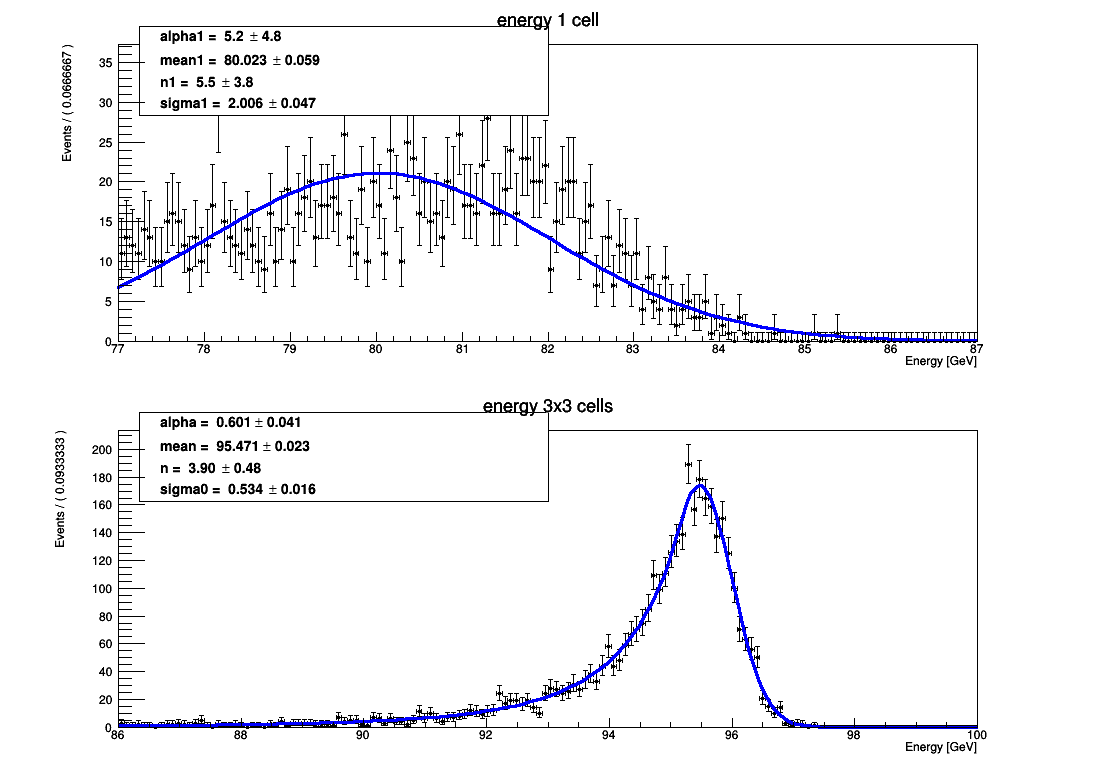 energy 1 cell
alpha1 = 5.2 ± 4.8
mean1 = 80.023 ± 0.059
n1 = 5.5 ± 3.8
sigma1 = 2.006 ± 0.047
Events / ( 0.0666667 )
35
30
25
20
15
10
5
0
77 78 79 80 81 82 83 84 85 86 87
Energy [GeV]
energy 3x3 cells
alpha = 0.601 ± 0.041
mean = 95.471 ± 0.023
n = 3.90 ± 0.48
sigma0 = 0.534 ± 0.016
Events / ( 0.0933333 )
200
180
160
140
120
100
80
60
40
20
0
86 88 90 92 94 96 98 100
Energy [GeV]